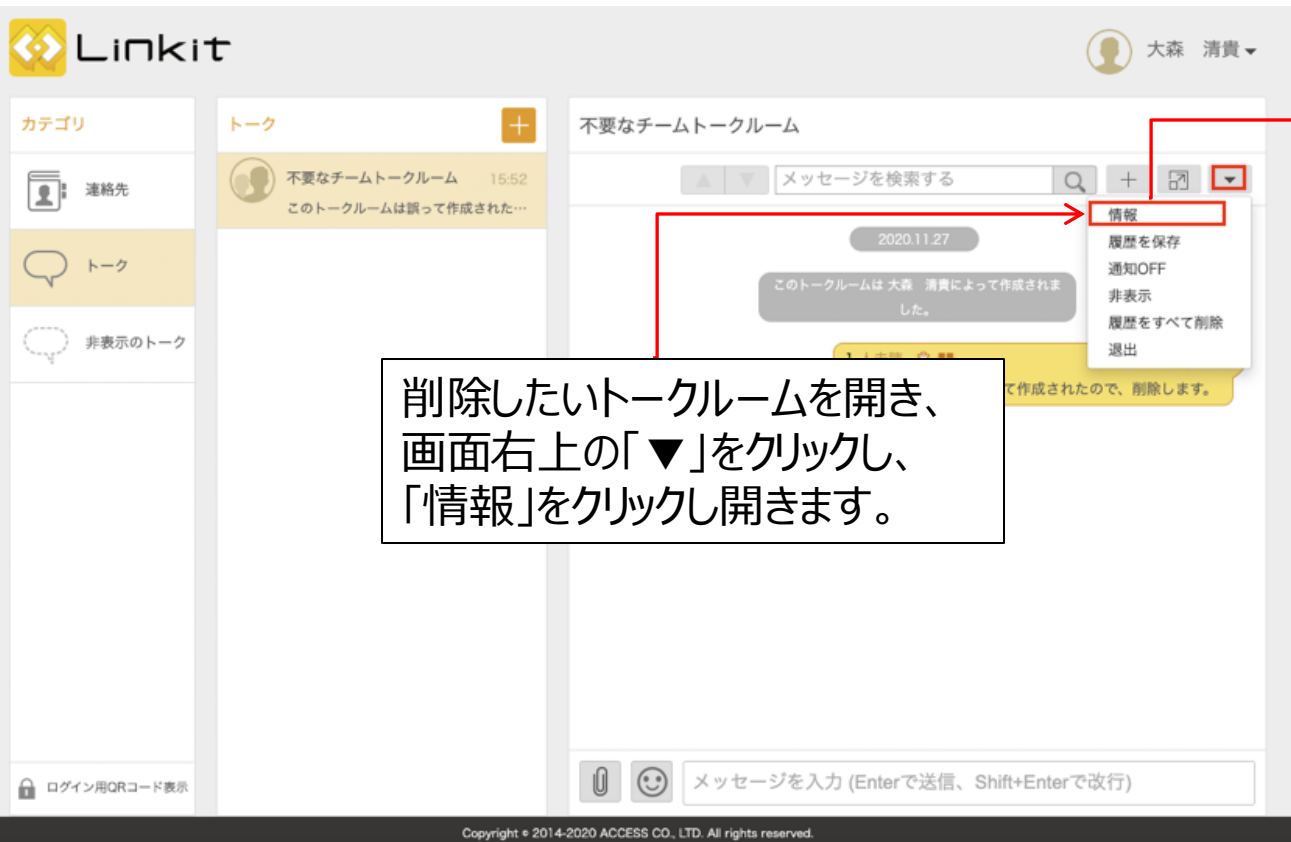 Linkit
大森 清貴
カテゴリ
連絡先
トーク
非表示のトーク
ログイン用QRコード表示
トーク
不要なチームトークルーム 15:52
このトークルームは誤って作成された…
不要なチームトークルーム
メッセージを検索する
情報
履歴を保存
通知OFF
非表示
履歴をすべて削除
退出
2020.11.27
このトークルームは 大森 清貴によって作成されま
した。
て作成されたので、削除します。
削除したいトークルームを開き、
画面右上の「▼」をクリックし、
「情報」をクリックし開きます。
メッセージを入力 (Enterで送信、Shift+Enterで改行)
Copyright © 2014-2020 ACCESS CO., LTD. All rights reserved.